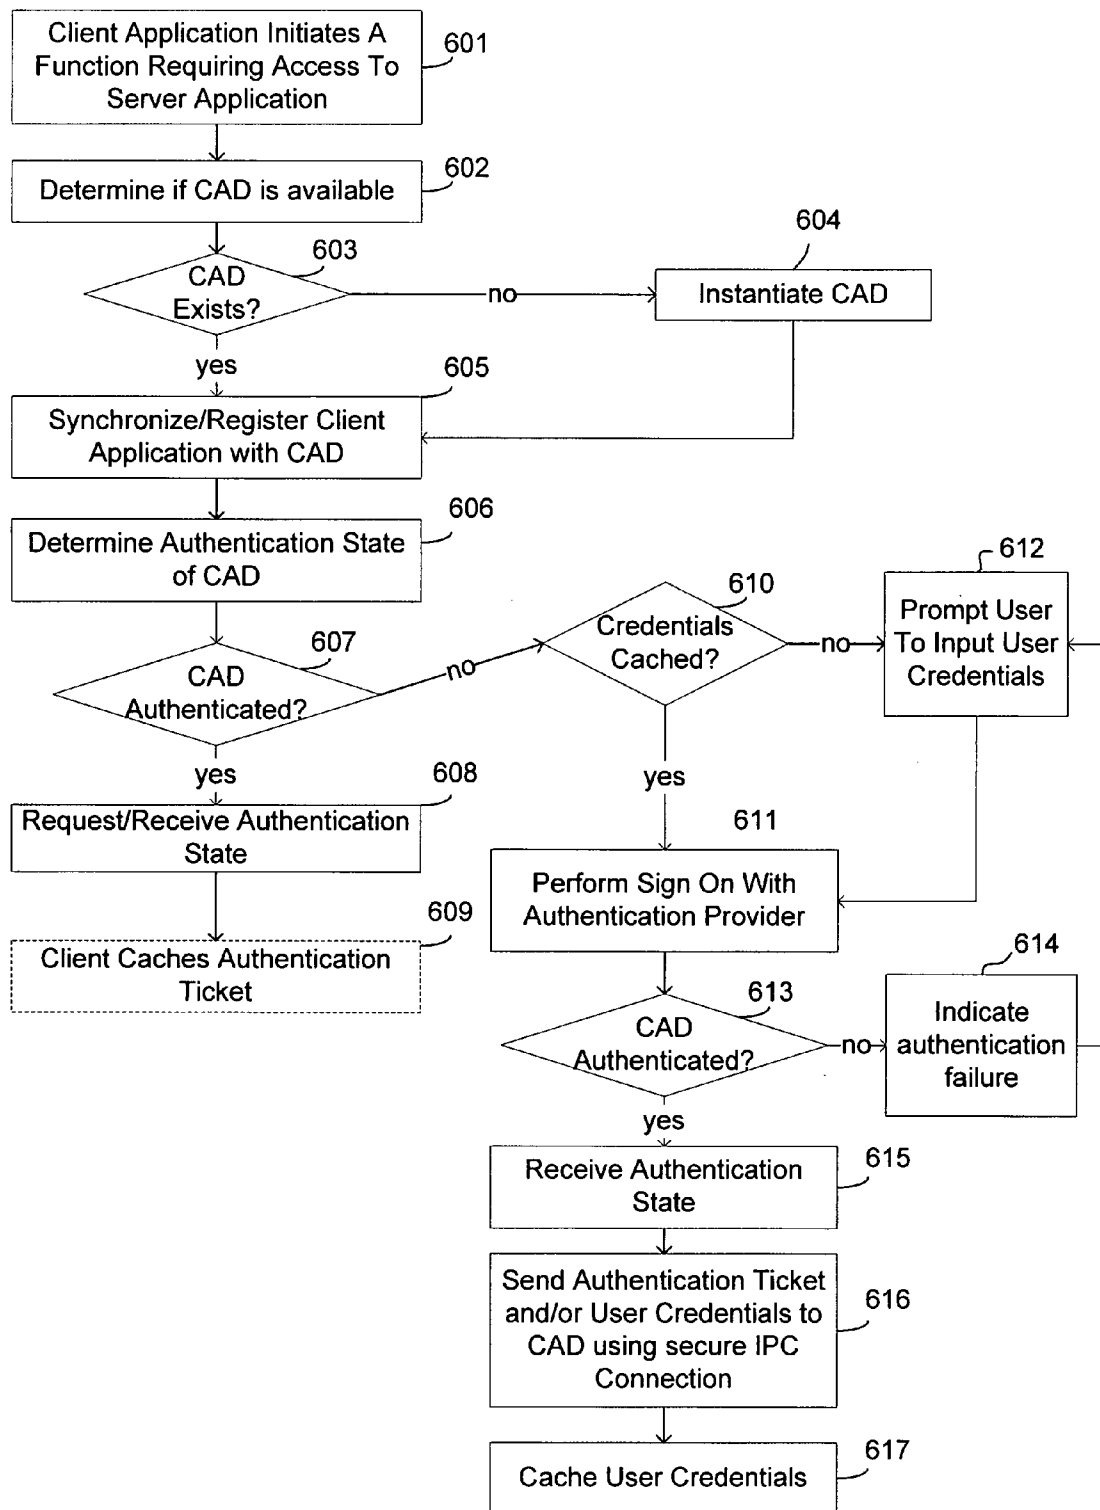 Client Application Initiates A
Function Requiring Access To
Server Application
601
Determine if CAD is available
602
603
CAD
Exists?
no
604
Instantiate CAD
yes
605
Synchronize/Register Client
Application with CAD
606
Determine Authentication State
of CAD
607
CAD
Authenticated?
no
610
Credentials
Cached?
no
612
Prompt User
To Input User
Credentials
yes
608
Request/Receive Authentication
State
609
Client Caches Authentication
Ticket
yes
611
Perform Sign On With
Authentication Provider
613
CAD
Authenticated?
no
614
Indicate
authentication
failure
yes
Receive Authentication
State
615
Send Authentication Ticket
and/or User Credentials to
CAD using secure IPC
Connection
616
Cache User Credentials
617